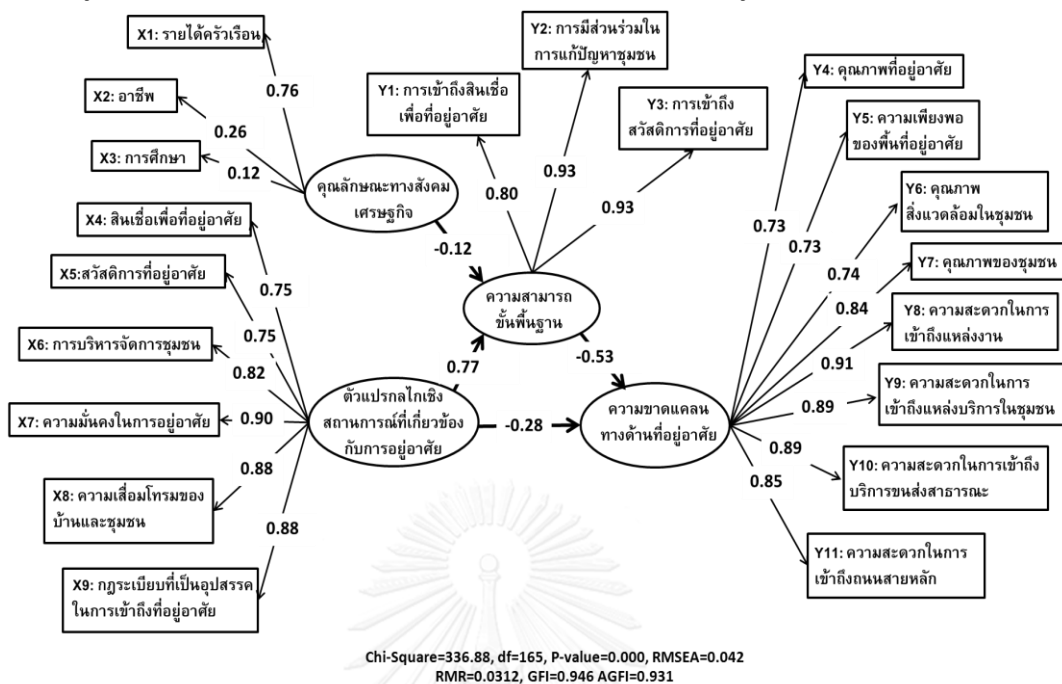 X1: รายได้ครัวเรือน
0.76
X2: อาชีพ
0.26
X3: การศึกษา
0.12
คุณลักษณะทางสังคม
เศรษฐกิจ
-0.12
X4: สินเชื่อเพื่อที่อยู่อาศัย
0.75
X5:สวัสดิการที่อยู่อาศัย
0.75
X6: การบริหารจัดการชุมชน
0.82
X7: ความมั่นคงในการอยู่อาศัย
0.90
X8: ความเสื่อมโทรมของ
บ้านและชุมชน
0.88
X9: กฎระเบียบที่เป็นอุปสรรค
ในการเข้าถึงที่อยู่อาศัย
0.88
ตัวแปรกลไกเชิง
สถานการณ์ที่เกี่ยวข้อง
กับการอยู่อาศัย
0.77
-0.28
Y1: การเข้าถึงสินเชื่อ
เพื่อที่อยู่อาศัย
0.80
Y2: การมีส่วนร่วมใน
การแก้ปัญหาชุมชน
0.93
Y3: การเข้าถึง
สวัสดิการที่อยู่อาศัย
0.93
ความสามารถ
ขั้นพื้นฐาน
-0.53
ความขาดแคลน
ทางด้านที่อยู่อาศัย
Y4: คุณภาพที่อยู่อาศัย
0.73
Y5: ความเพียงพอ
ของพื้นที่อยู่อาศัย
0.73
Y6: คุณภาพ
สิ่งแวดล้อมในชุมชน
0.74
Y7: คุณภาพของชุมชน
0.84
Y8: ความสะดวกในการ
เข้าถึงแหล่งงาน
0.91
Y9: ความสะดวกในการ
เข้าถึงแหล่งบริการในชุมชน
0.89
Y10: ความสะดวกในการเข้าถึง
บริการขนส่งสาธารณะ
0.89
Y11: ความสะดวกในการ
เข้าถึงถนนสายหลัก
0.85
Chi-Square=336.88, df=165, P-value=0.000, RMSEA=0.042
RMR=0.0312, GFI=0.946 AGFI=0.931